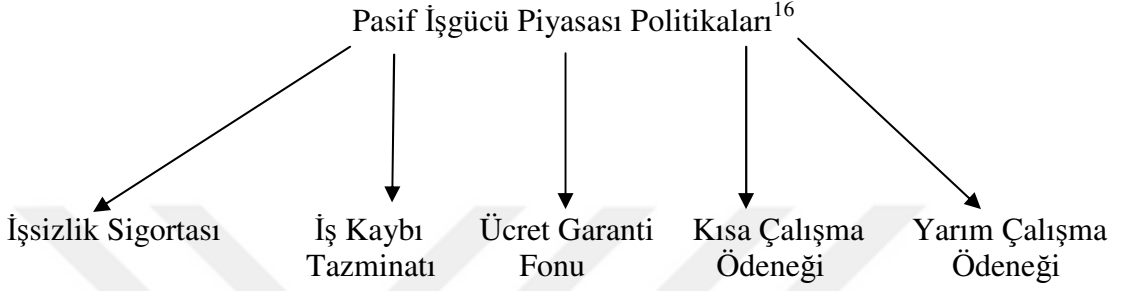 Pasif İşgücü Piyasası Politikaları16
İşsizlik Sigortası
İş Kaybı
Tazminatı
Ücret Garanti
Fonu
Kısa Çalışma
Ödeneği
Yarım Çalışma
Ödeneği